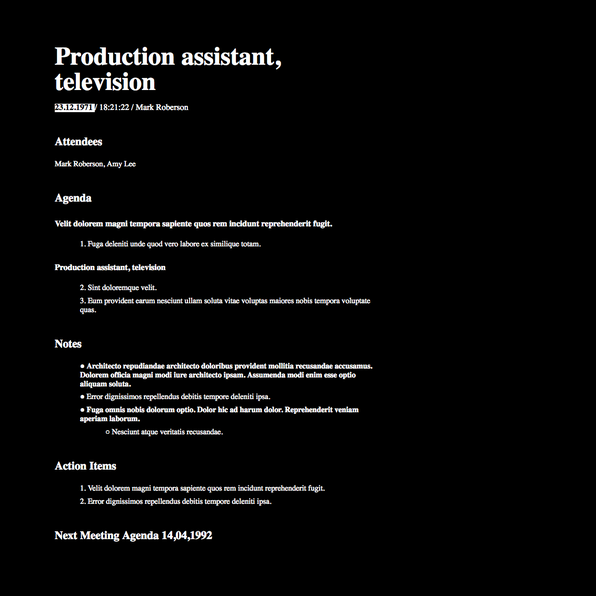 Production assistant,
television
23.12.1971/ 18:21:22 / Mark Roberson
Attendees
Mark Roberson, Amy Lee
Agenda
Velit dolorem magni tempora sapiente quos rem incidunt reprehenderit fugit.
1. Fuga deleniti unde quod vero labore ex similique totam.
Production assistant, television
2. Sint doloremque velit.
3. Eum provident earum nesciunt ullam soluta vitae voluptas maiores nobis tempora voluptate
quas.
Notes
● Architecto repudiandae architecto doloribus provident mollitia recusandae accusamus.
Dolorem officia magni modi iure architecto ipsam. Assumenda modi enim esse optio
aliquam soluta.
● Error dignissimos repellendus debitis tempore deleniti ipsa.
● Fuga omnis nobis dolorum optio. Dolor hic ad harum dolor. Reprehenderit veniam
aperiam laborum.
○ Nesciunt atque veritatis recusandae.
Action Items
1. Velit dolorem magni tempora sapiente quos rem incidunt reprehenderit fugit.
2. Error dignissimos repellendus debitis tempore deleniti ipsa.
Next Meeting Agenda 14,04,1992